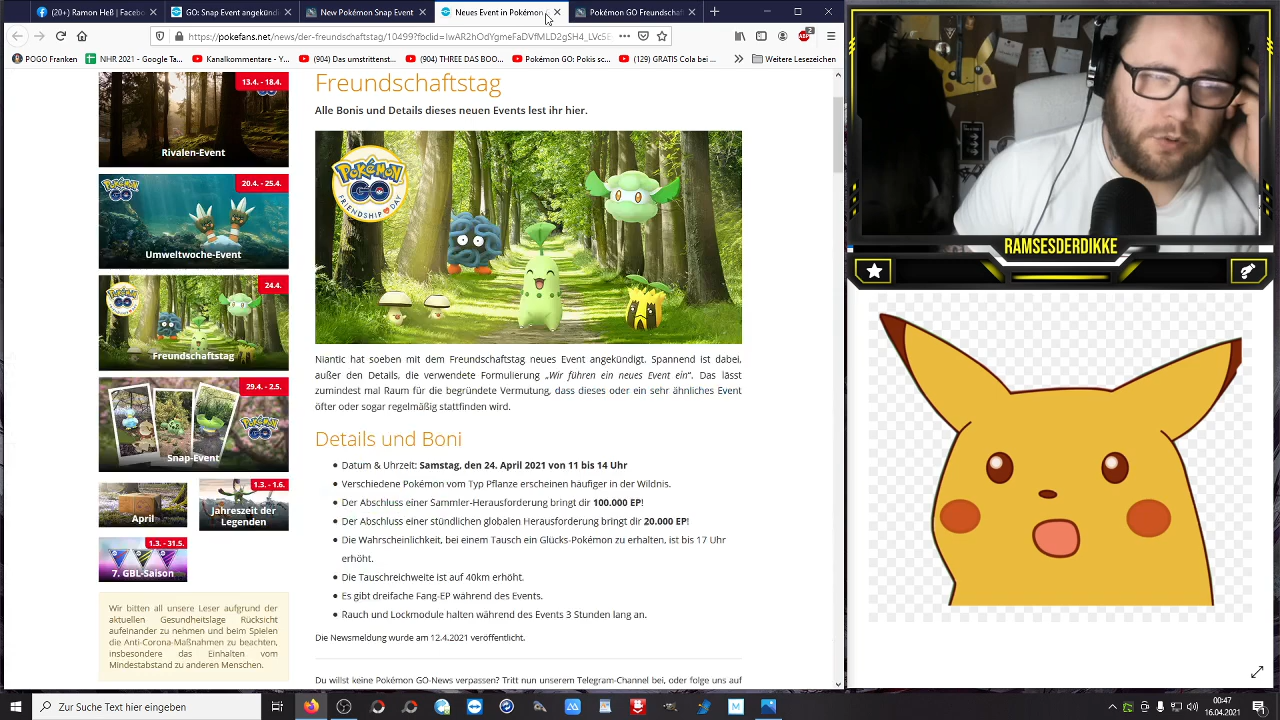 (20+) Ramen Heß | Facebook
GO: Snap Event angekündi
New Pokémon Snap Event
Neues Event in Pokémon
Pokémon GO Freundschaf
https://pokefans.net/news/der-freundschaftstag/10499?fbclid=IwAR2hOdYgmeFaDVfMLD2gSH4_LVc5E
POGO Franken
NHR 2021 - Google Ta...
Kanalkommentare - Y...
(904) Das umstrittenst...
(904) THREE DAS BOO...
Pokémon GO: Pokis sc...
(129) GRATIS Cola bei ...
Weitere Lesezeichen
13.4. - 18.4.
Rivalen-Event
20.4. - 25.4.
Umweltwoche-Event
24.4.
Freundschaftstag
29.4. - 2.5.
Snap-Event
April
1.3. - 1.6.
Jahreszeit der
Legenden
1.3. - 31.5.
7. GBL-Saison
Wir bitten all unsere Leser aufgrund der
aktuellen Gesundheitslage Rücksicht
aufeinander zu nehmen und beim Spielen
die Anti-Corona-Maßnahmen zu beachten,
insbesondere das Einhalten vom
Mindestabstand zu anderen Menschen.
Freundschaftstag
Alle Bonis und Details dieses neuen Events lest ihr hier.
POKÉMON
GO
FRIENDSHIP DAY
Niantic hat soeben mit dem Freundschaftstag neues Event angekündigt. Spannend ist dabei,
außer den Details, die verwendete Formulierung „Wir führen ein neues Event ein“. Das lässt
zumindest mal Raum für die begründete Vermutung, dass dieses oder ein sehr ähnliches Event
öfter oder sogar regelmäßig stattfinden wird.
Details und Boni
Datum & Uhrzeit: Samstag, den 24. April 2021 von 11 bis 14 Uhr
Verschiedene Pokémon vom Typ Pflanze erscheinen häufiger in der Wildnis.
Der Abschluss einer Sammler-Herausforderung bringt dir 100.000 EP!
Der Abschluss einer stündlichen globalen Herausforderung bringt dir 20.000 EP!
Die Wahrscheinlichkeit, bei einem Tausch ein Glücks-Pokémon zu erhalten, ist bis 17 Uhr
erhöht.
Die Tauschreichweite ist auf 40km erhöht.
Es gibt dreifache Fang-EP während des Events.
Rauch und Lockmodule halten während des Events 3 Stunden lang an.
Die Newsmeldung wurde am 12.4.2021 veröffentlicht.
Du willst keine Pokémon GO-News verpassen? Tritt nun unserem Telegram-Channel bei, oder folge uns auf
RAMSESDERDIKKE
Zur Suche Text hier eingeben
00:47
16.04.2021